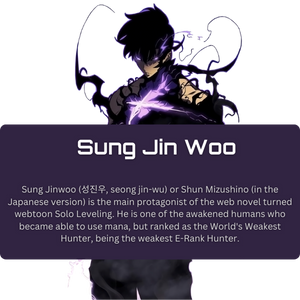 Sung Jin Woo
Sung Jinwoo (성진우, seong jin-wu) or Shun Mizushino (in the
Japanese version) is the main protagonist of the web novel turned
webtoon Solo Leveling. He is one of the awakened humans who
became able to use mana, but ranked as the World's Weakest
Hunter, being the weakest E-Rank Hunter.